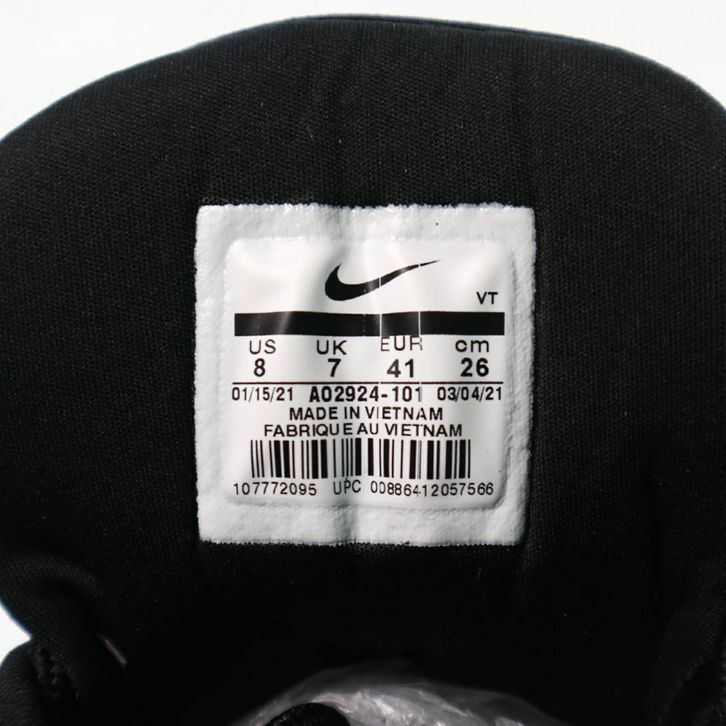 VT
US UK EUR cm
8 7 41 26
01/15/21 AO2924-101 03/04/21
MADE IN VIETNAM
FABRIQUE AU VIETNAM
107772095 UPC 00886412057566